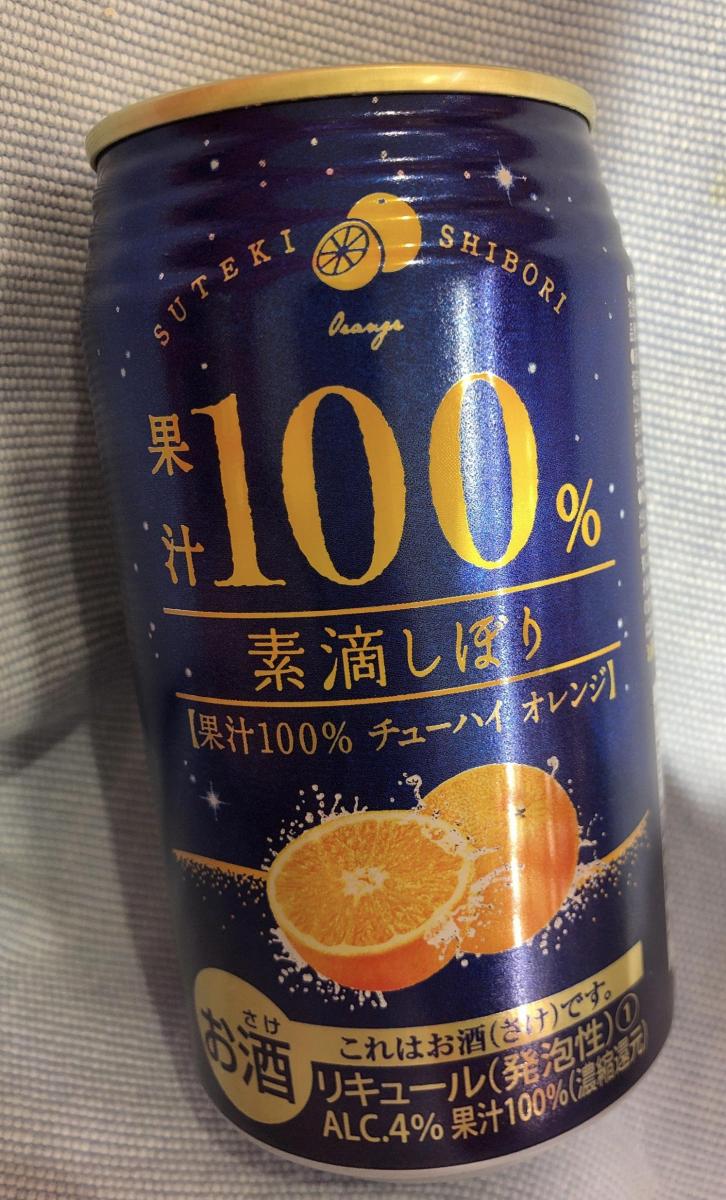 SUTEKI SHIBORI
Orange
果汁100%
素滴しぼり
【果汁100% チューハイ オレンジ】
さけ
お酒
これはお酒(さけ)です。
リキュール(発泡性)①
ALC.4% 果汁100%(濃縮還元)